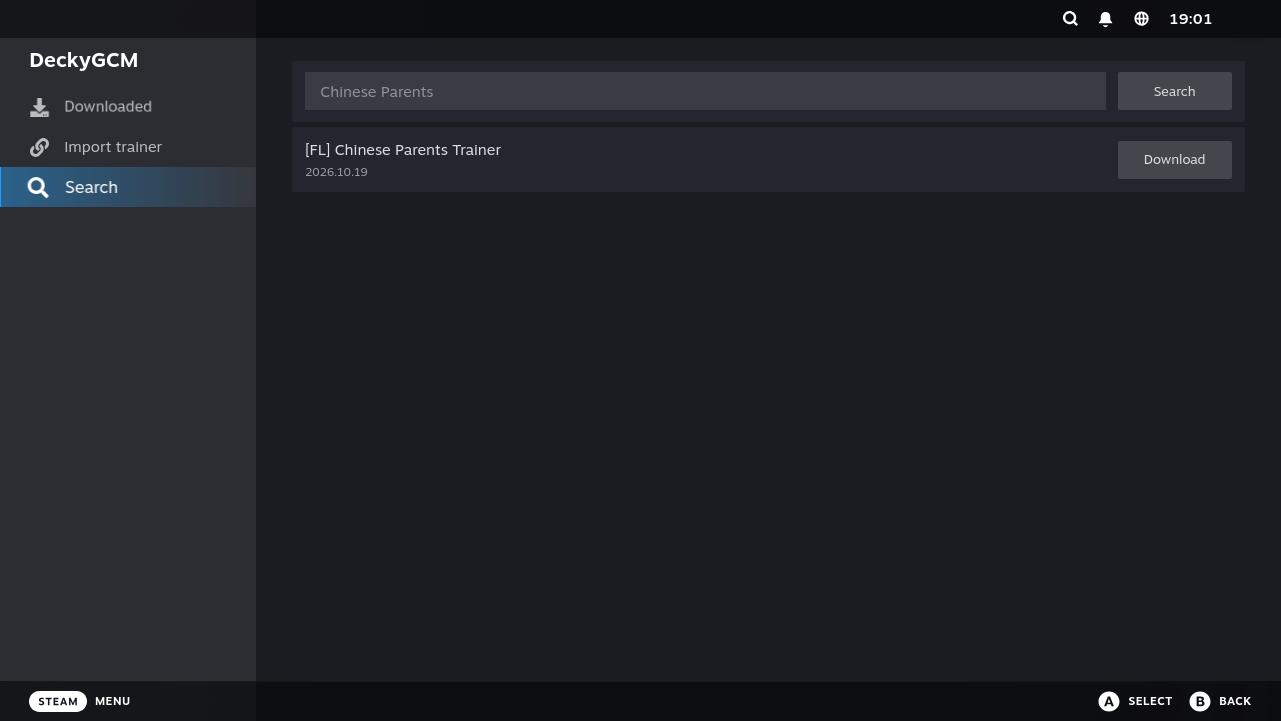 19:01
DeckyGCM
Downloaded
Import trainer
Search
Chinese Parents
Search
[FL] Chinese Parents Trainer
2026.10.19
Download
STEAM MENU
A SELECT B BACK